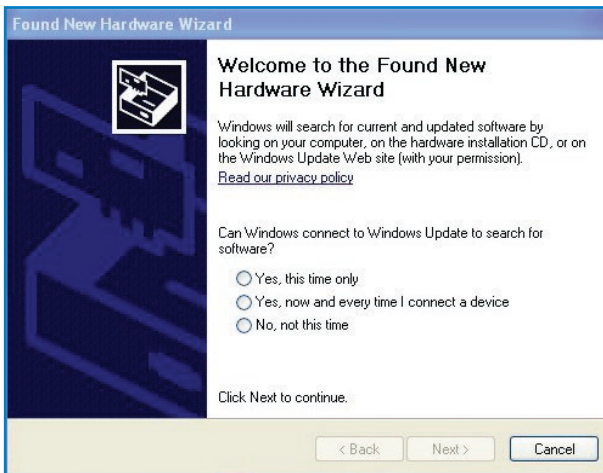 Found New Hardware Wizard
Welcome to the Found New
Hardware Wizard
Windows will search for current and updated software by
looking on your computer, on the hardware installation CD, or on
the Windows Update Web site (with your permission).
Read our privacy policy
Can Windows connect to Windows Update to search for
software?
Yes, this time only
Yes, now and every time I connect a device
No, not this time
Click Next to continue.
< Back Next > Cancel